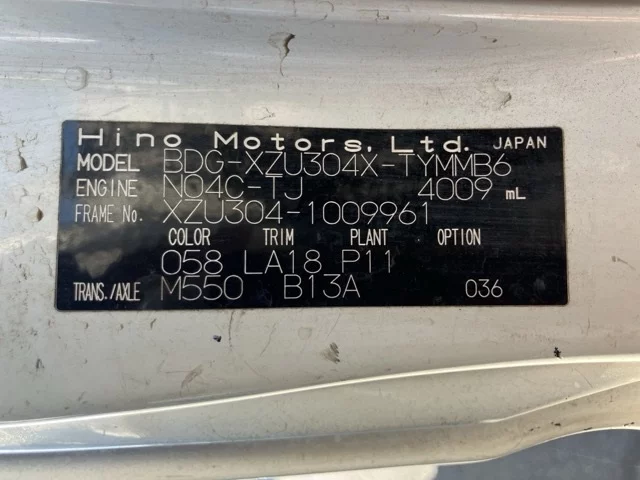 Hino Motors, Ltd. JAPAN
MODEL BDG-XZU304X-TYMMB6
ENGINE N04C-TJ 4009 mL
FRAME No. XZU304-1009961
COLOR TRIM PLANT OPTION
058 LA18 P11
TRANS./AXLE M550 B13A 036